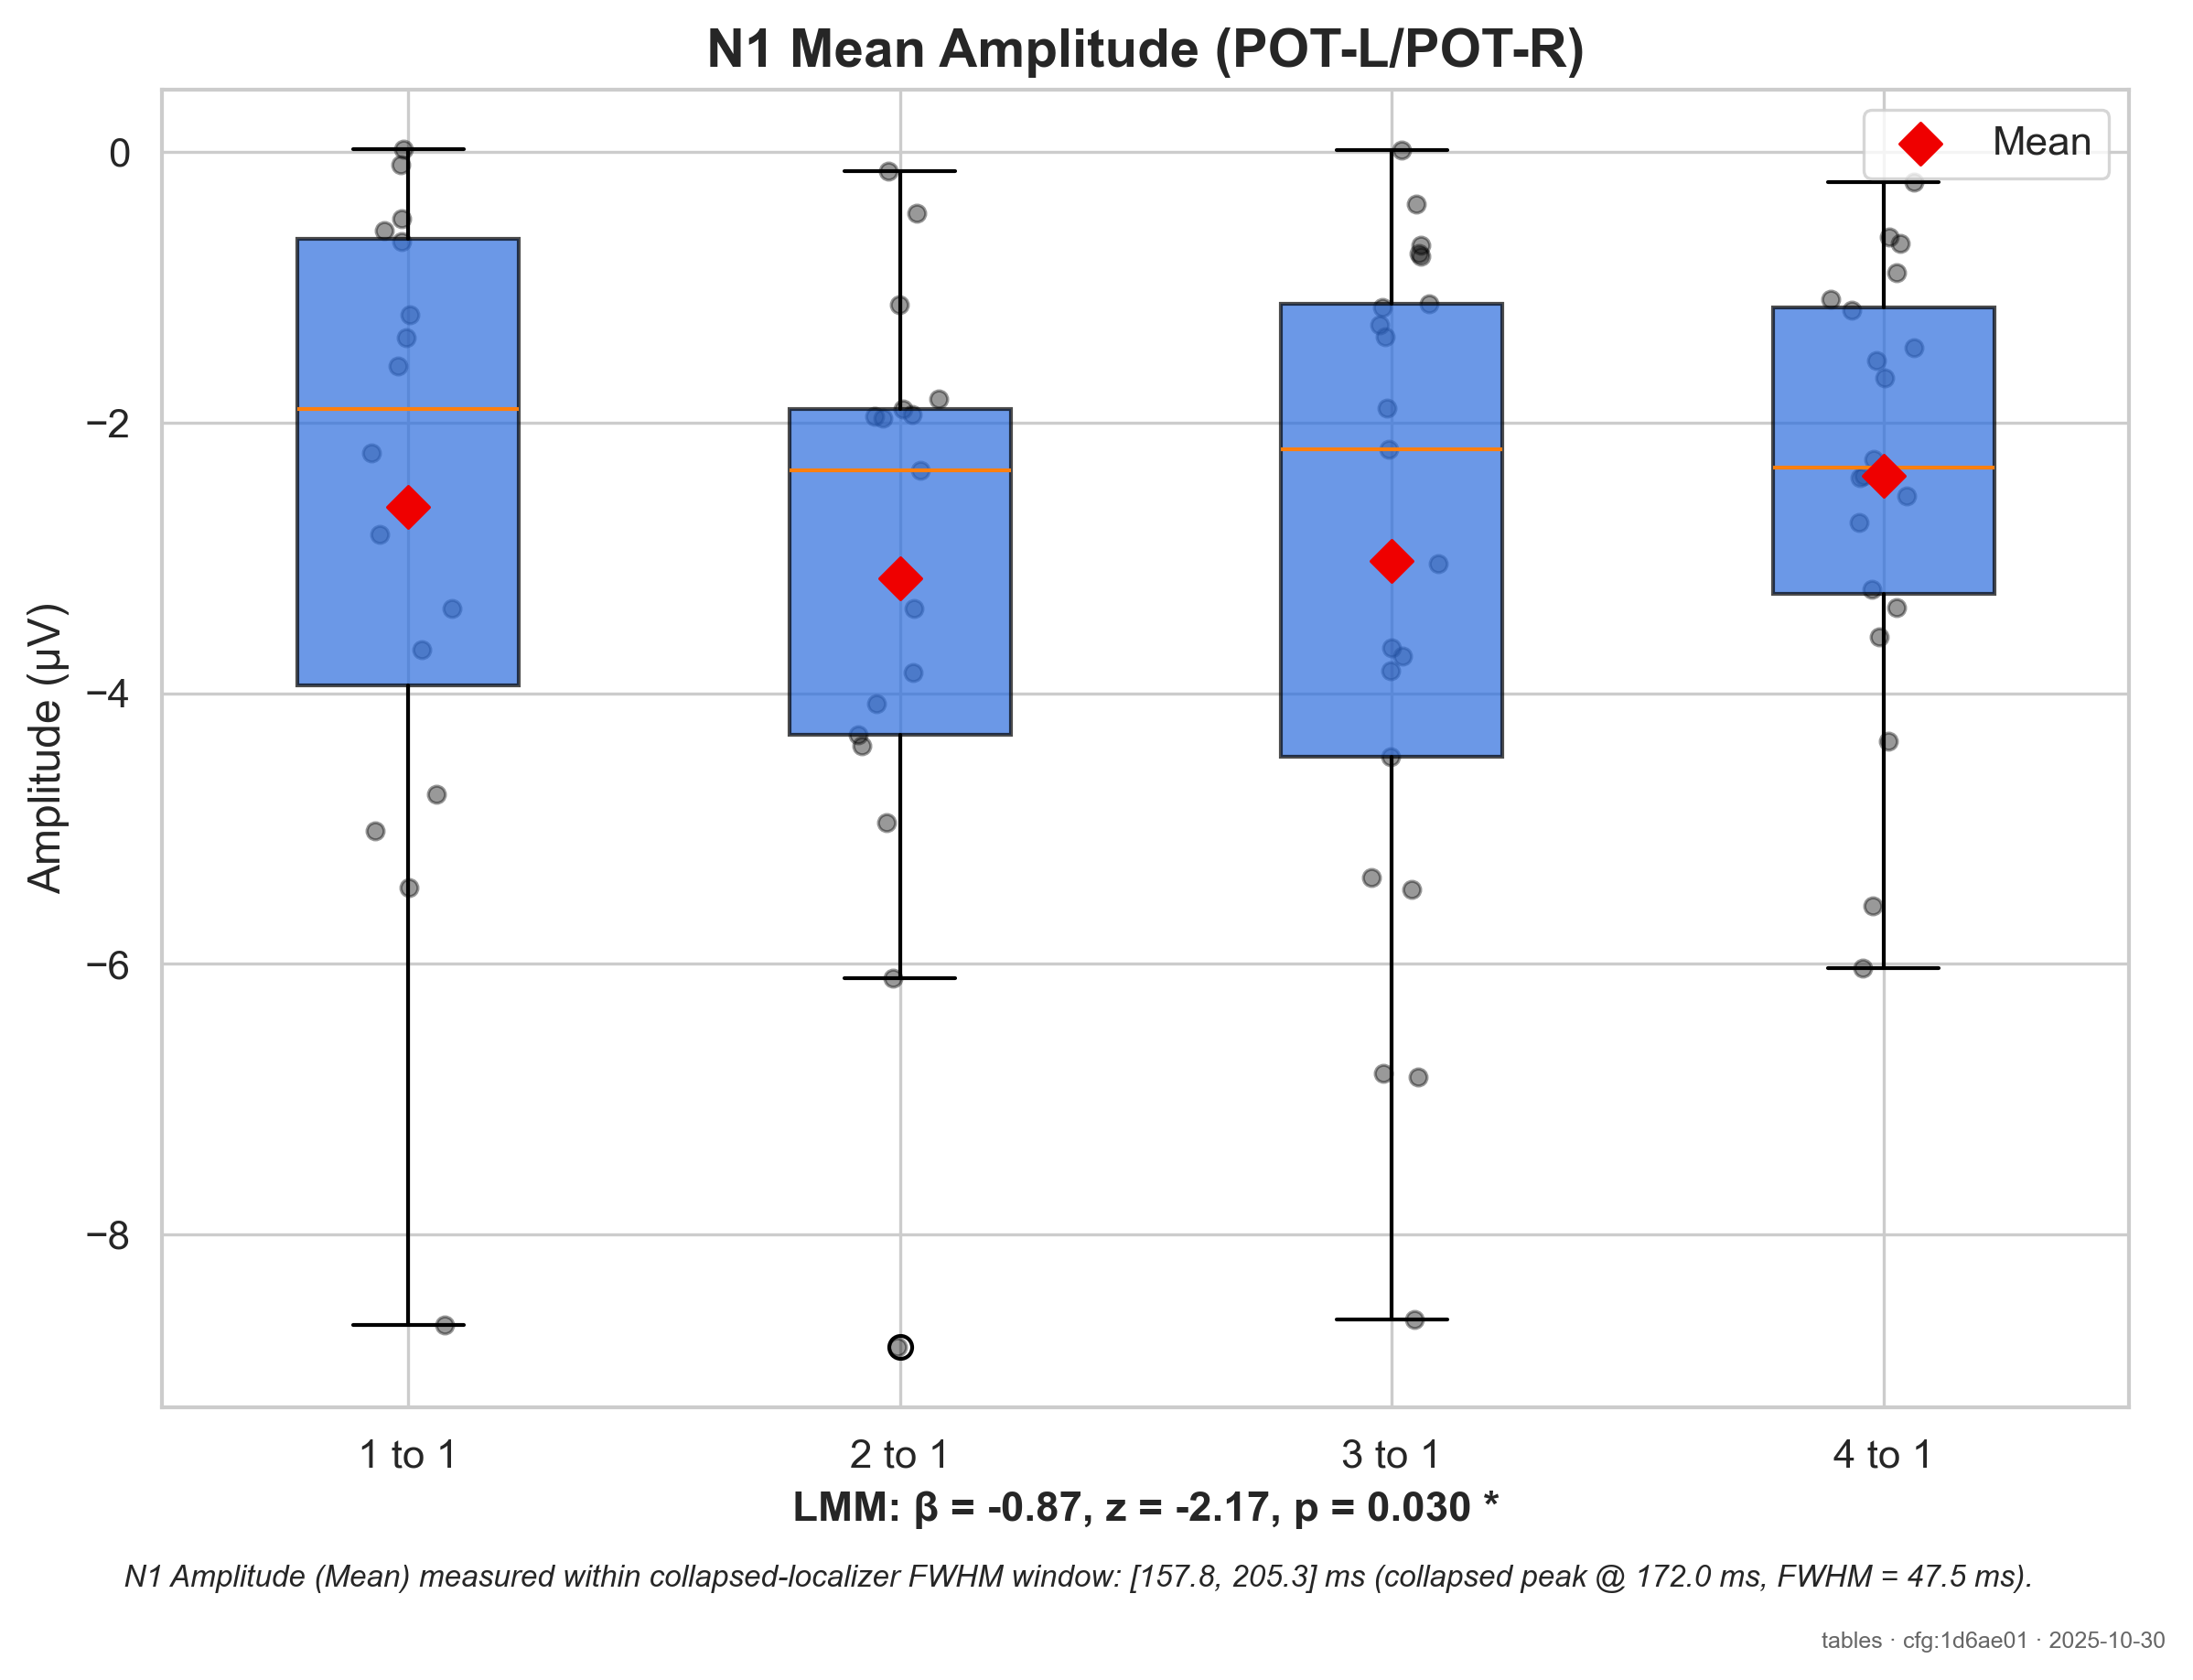 N1 Mean Amplitude (POT-L/POT-R)
Mean
0
−2
−4
−6
−8
Amplitude (µV)
1 to 1
2 to 1
3 to 1
4 to 1
LMM: β = -0.87, z = -2.17, p = 0.030 *
N1 Amplitude (Mean) measured within collapsed-localizer FWHM window: [157.8, 205.3] ms (collapsed peak @ 172.0 ms, FWHM = 47.5 ms).
tables · cfg:1d6ae01 · 2025-10-30